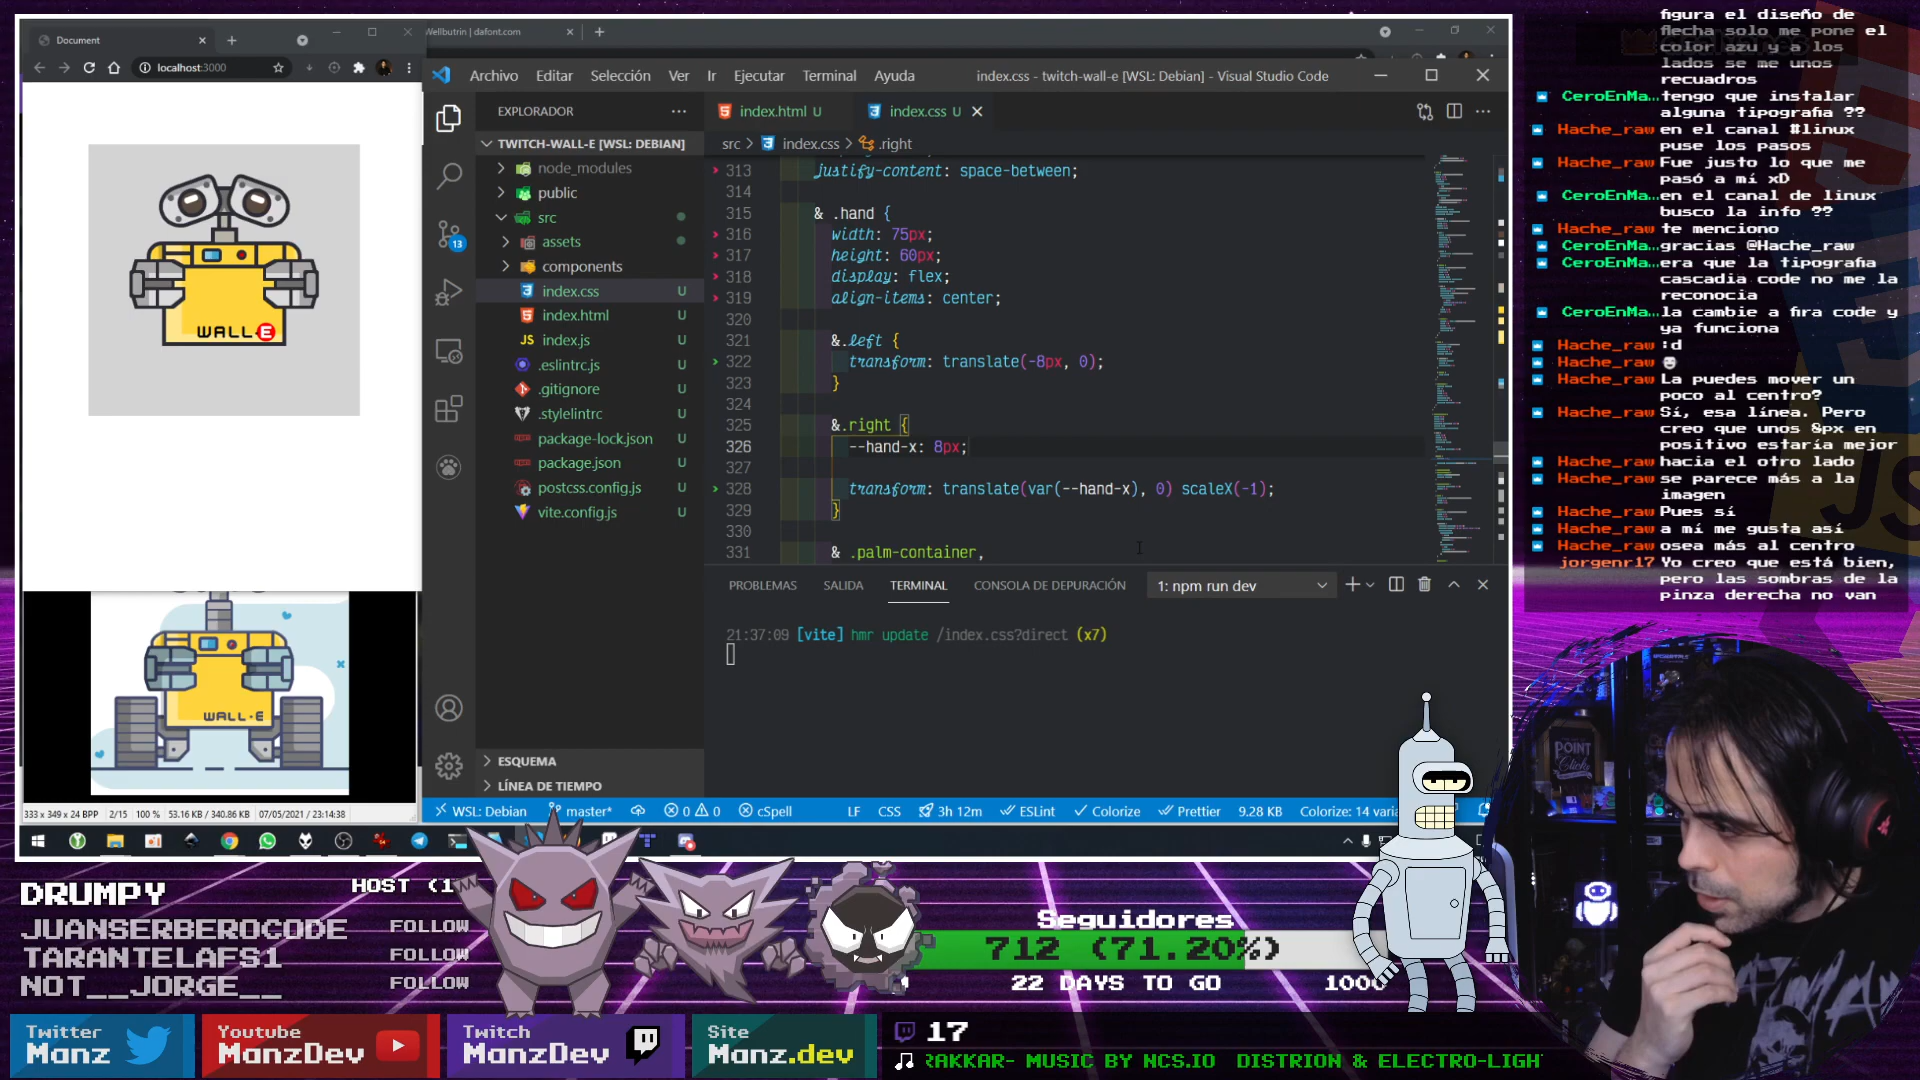 Document
Wellbutrin | dafont.com
localhost:3000
WALL-E
WALL·E
333 x 349 x 24 BPP 2/15 100 % 53.16 KB / 340.86 KB 07/05/2021 / 23:14:38
Archivo Editar Selección Ver Ir Ejecutar Terminal Ayuda
index.css - twitch-wall-e [WSL: Debian] - Visual Studio Code
EXPLORADOR
TWITCH-WALL-E [WSL: DEBIAN]
node_modules
public
src
assets
components
index.css U
index.html U
JS index.js U
.eslintrc.js U
.gitignore U
.stylelintrc U
package-lock.json U
package.json U
postcss.config.js U
vite.config.js U
ESQUEMA
LÍNEA DE TIEMPO
13
index.html U
index.css U
src > index.css > .right
313 justify-content: space-between;
314
315 & .hand {
316 width: 75px;
317 height: 60px;
318 display: flex;
319 align-items: center;
320
321 &.left {
322 transform: translate(-8px, 0);
323 }
324
325 &.right {
326 --hand-x: 8px;
327
328 transform: translate(var(--hand-x), 0) scaleX(-1);
329 }
330
331 & .palm-container,
PROBLEMAS SALIDA TERMINAL CONSOLA DE DEPURACIÓN 1: npm run dev
21:37:09 [vite] hmr update /index.css?direct (x7)
WSL: Debian master* 0 0 cSpell LF CSS 3h 12m ESLint Colorize Prettier 9.28 KB Colorize: 14 varia
figura el diseño de
flecha solo me pone el
color azu y a los
lados se me unos
recuadros
CeroEnMa… tengo que instalar
alguna tipografia ??
Hache_raw en el canal #linux
puse los pasos
Hache_raw Fue justo lo que me
pasó a mí xD
CeroEnMa… en el canal de linux
busco la info ??
Hache_raw te menciono
CeroEnMa… gracias @Hache_raw
CeroEnMa… era que la tipografia
cascadia code no me la
reconocia
CeroEnMa… la cambie a fira code y
ya funciona
Hache_raw :d
Hache_raw
Hache_raw La puedes mover un
poco al centro?
Hache_raw Sí, esa línea. Pero
creo que unos 8px en
positivo estaría mejor
Hache_raw hacia el otro lado
Hache_raw se parece más a la
imagen
Hache_raw Pues sí
Hache_raw a mí me gusta así
Hache_raw osea más al centro
jorgenr17 Yo creo que está bien,
pero las sombras de la
pinza derecha no van
POINT
Click
DRUMPY HOST (1
JUANSERBEROCODE FOLLOW
TARANTELAFS1 FOLLOW
NOT__JORGE__ FOLLOW
Seguidores
712 (71.20%)
22 DAYS TO GO 1000
Twitter
Manz
Youtube
ManzDev
Twitch
ManzDev
Site
Manz.dev
17
RAKKAR- MUSIC BY NCS.IO DISTRION & ELECTRO-LIGH